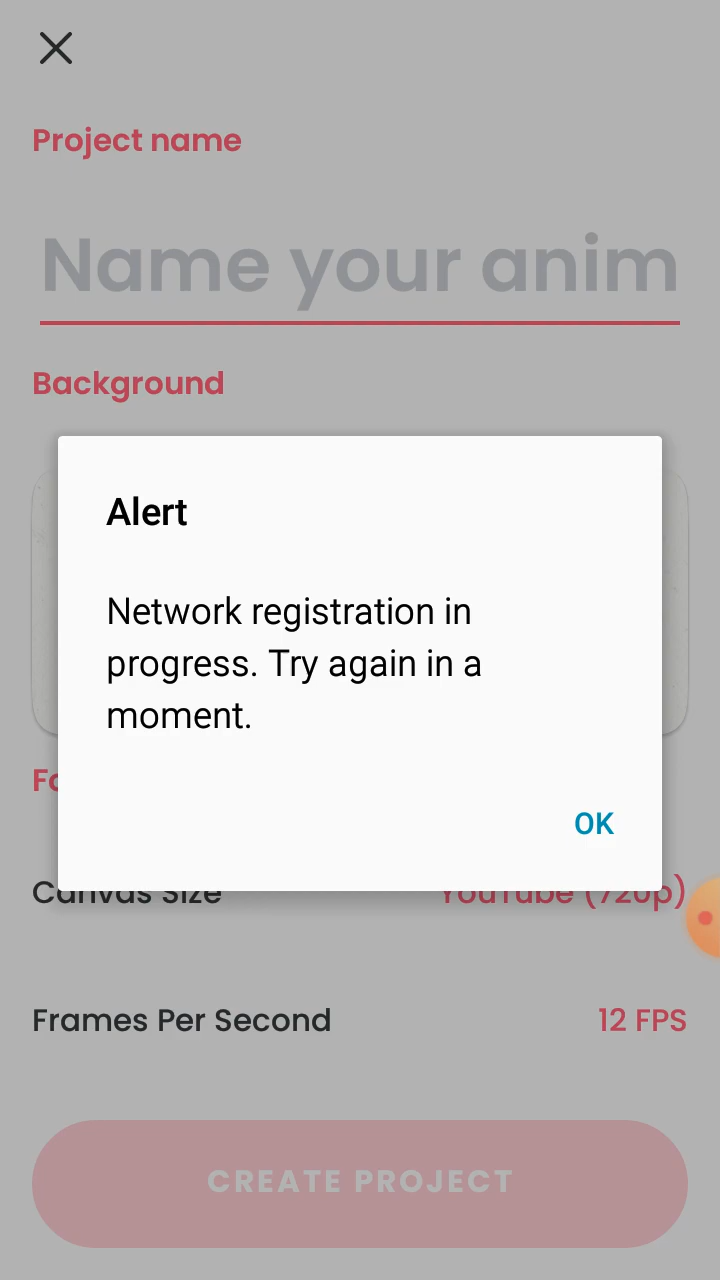 Project name
Name your anim
Background
Alert
Network registration in
progress. Try again in a
moment.
OK
Canvas Size YouTube (720p)
Frames Per Second 12 FPS
CREATE PROJECT